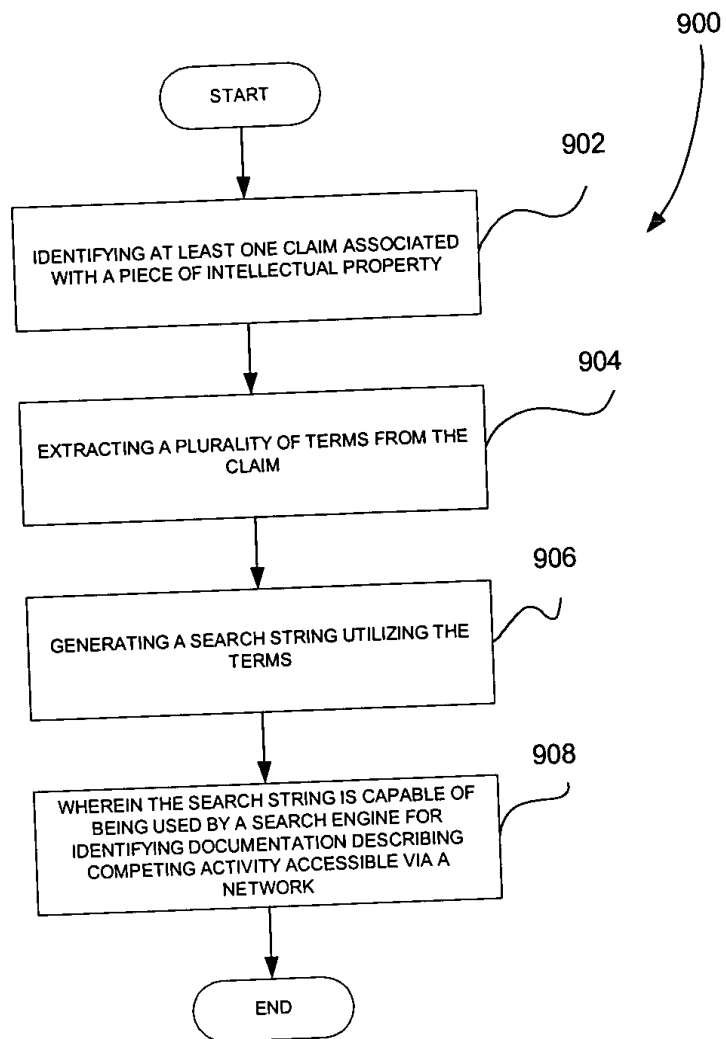 900
START
902
IDENTIFYING AT LEAST ONE CLAIM ASSOCIATED
WITH A PIECE OF INTELLECTUAL PROPERTY
904
EXTRACTING A PLURALITY OF TERMS FROM THE
CLAIM
906
GENERATING A SEARCH STRING UTILIZING THE
TERMS
908
WHEREIN THE SEARCH STRING IS CAPABLE OF
BEING USED BY A SEARCH ENGINE FOR
IDENTIFYING DOCUMENTATION DESCRIBING
COMPETING ACTIVITY ACCESSIBLE VIA A
NETWORK
END